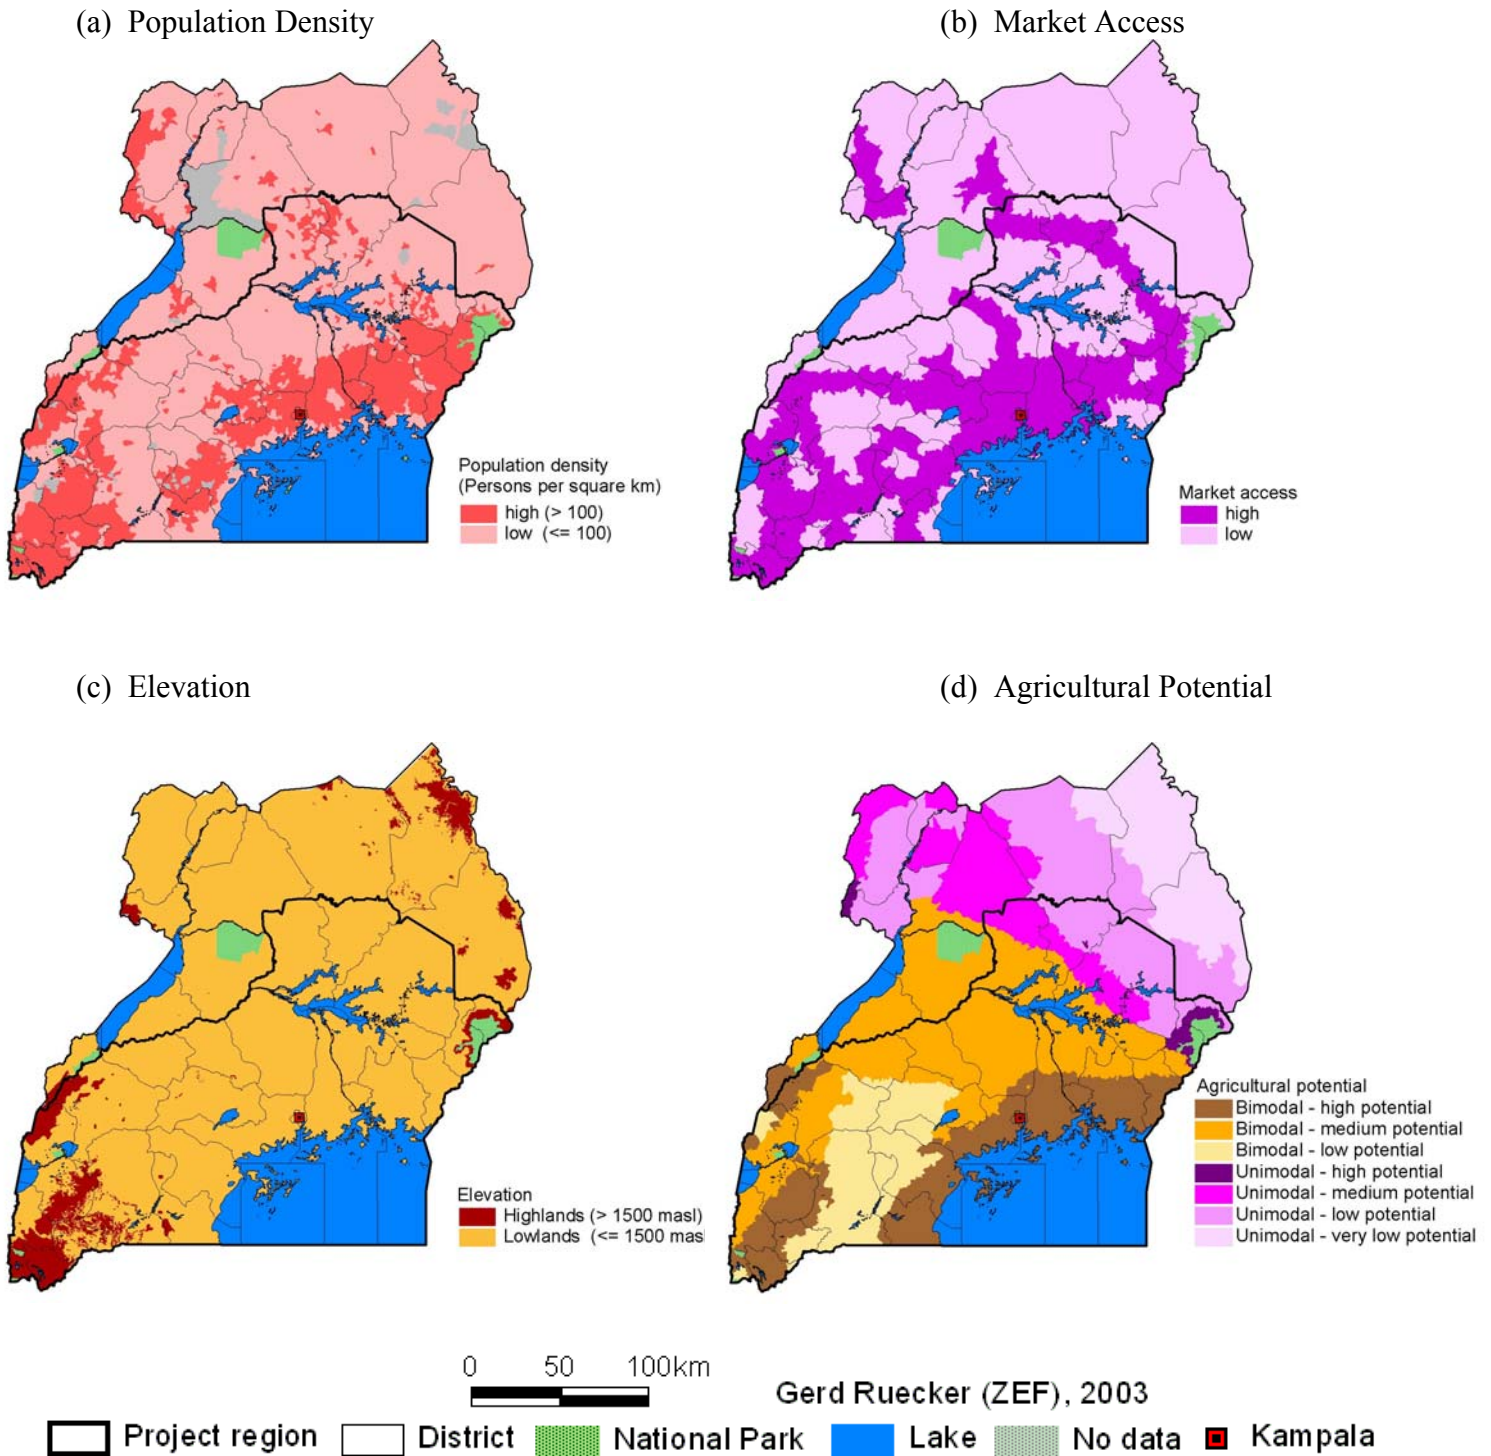 (a) Population Density
(b) Market Access
Population density
(Persons per square km)
high (> 100)
low (<= 100)
Market access
high
low
(c) Elevation
(d) Agricultural Potential
Elevation
Highlands (> 1500 masl)
Lowlands (<= 1500 masl
Agricultural potential
Bimodal - high potential
Bimodal - medium potential
Bimodal - low potential
Unimodal - high potential
Unimodal - medium potential
Unimodal - low potential
Unimodal - very low potential
0 50 100km
Gerd Ruecker (ZEF), 2003
Project region District National Park Lake No data Kampala